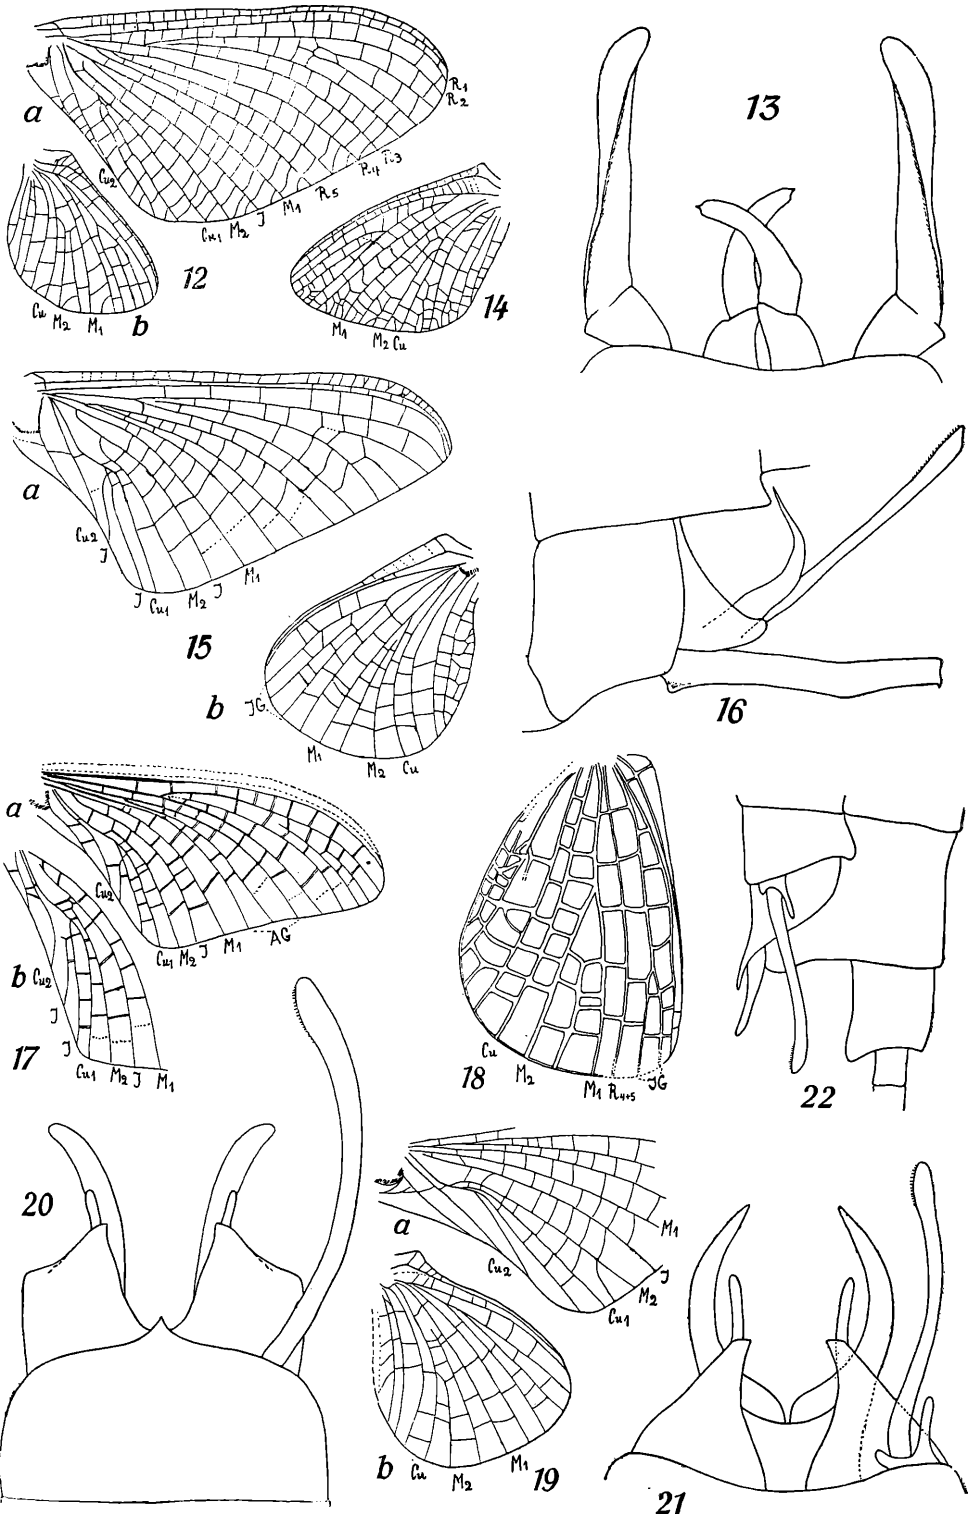 a
R1
R2
R3
R4
R5
M1
J
M2
Cu1
Cu2
12
Cu M2 M1 b
13
14
M1 M2 Cu
a
Cu2
J
J Cu1 M2 J M1
15
b JG.
M1 M2 Cu
16
a
Cu2
Cu1 M2 J M1 AG
b Cu2
J
J
Cu1 M2 J M1
17
18
Cu M2 M1 R4+5 JG
22
20
a
M1
J
M2
Cu1
Cu2
b Cu M2 M1 19
21